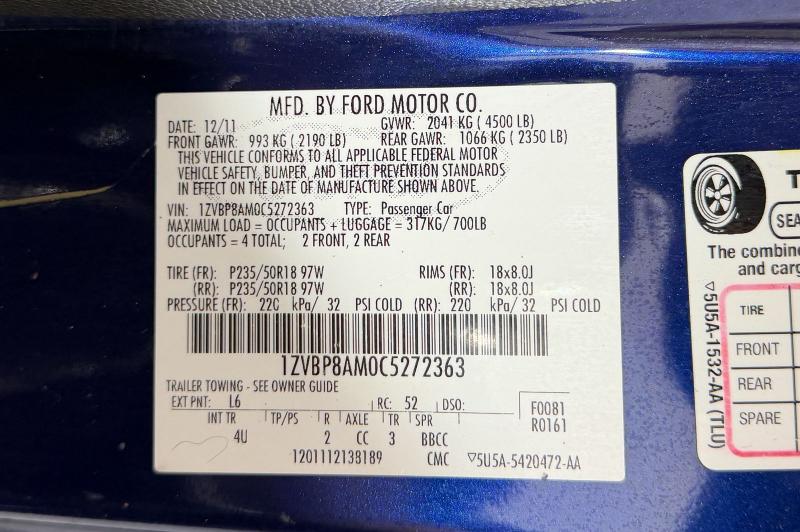 MFD. BY FORD MOTOR CO.
DATE: 12/11 GVWR: 2041 KG ( 4500 LB)
FRONT GAWR: 993 KG ( 2190 LB) REAR GAWR: 1066 KG ( 2350 LB)
THIS VEHICLE CONFORMS TO ALL APPLICABLE FEDERAL MOTOR
VEHICLE SAFETY, BUMPER, AND THEFT PREVENTION STANDARDS
IN EFFECT ON THE DATE OF MANUFACTURE SHOWN ABOVE.
VIN: 1ZVBP8AM0C5272363 TYPE: Passenger Car
MAXIMUM LOAD = OCCUPANTS + LUGGAGE = 317KG/ 700LB
OCCUPANTS = 4 TOTAL; 2 FRONT, 2 REAR
TIRE (FR): P235/50R18 97W RIMS (FR): 18x8.0J
(RR): P235/50R18 97W (RR): 18x8.0J
PRESSURE (FR): 220 kPa/ 32 PSI COLD (RR): 220 kPa/ 32 PSI COLD
1ZVBP8AM0C5272363
TRAILER TOWING - SEE OWNER GUIDE
EXT PNT: L6 RC: 52 DSO: F0081
R0161
INT TR TP/PS R AXLE TR SPR
4U 2 CC 3 BBCC
1201112138189 CMC ▽5U5A-5420472-AA
T
SEA
The combine
and carg
TIRE
FRONT
REAR
SPARE
▽5U5A-1532-AA (TLU)